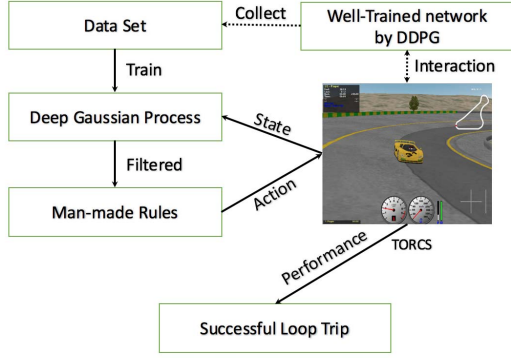 Data Set
Collect
Well-Trained network
by DDPG
Train
Interaction
Deep Gaussian Process
State
Filtered
Man-made Rules
Action
Performance
TORCS
Successful Loop Trip